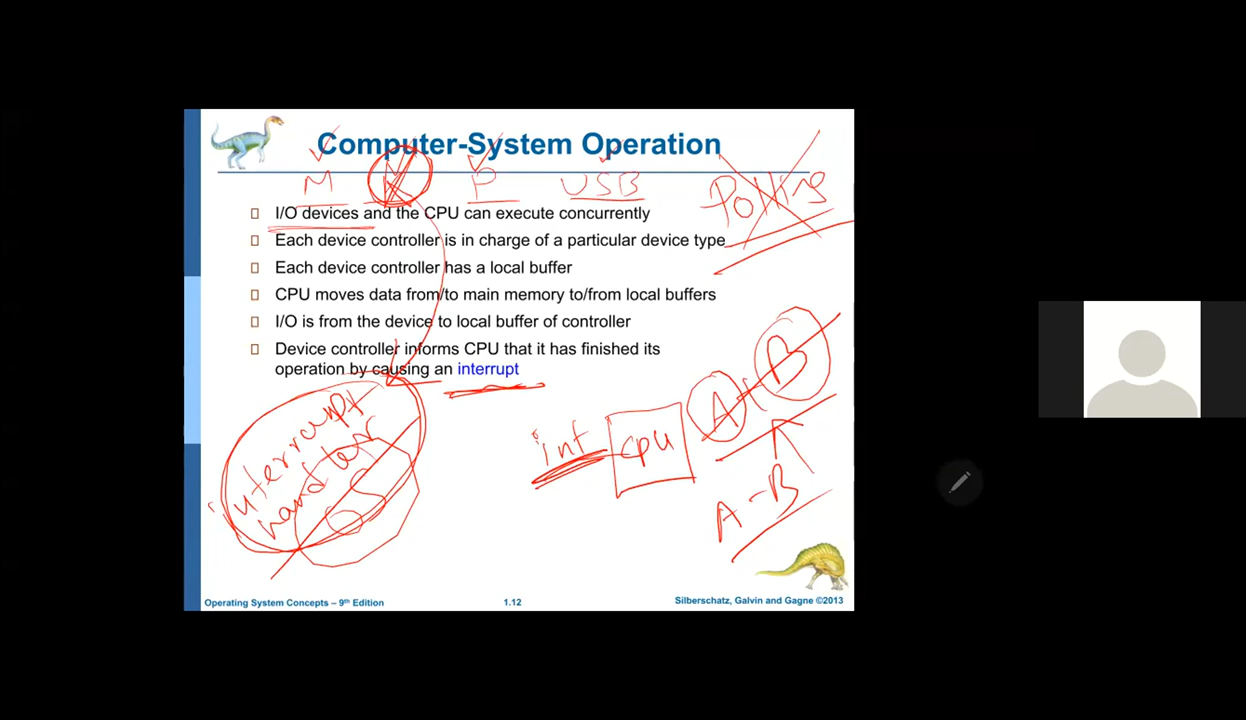 Computer-System Operation
M K P USB Polling
I/O devices and the CPU can execute concurrently
Each device controller is in charge of a particular device type
Each device controller has a local buffer
CPU moves data from/to main memory to/from local buffers
I/O is from the device to local buffer of controller
Device controller informs CPU that it has finished its
operation by causing an interrupt
interrupt
handler
int CPU A+B
A-B
Operating System Concepts – 9th Edition 1.12 Silberschatz, Galvin and Gagne ©2013